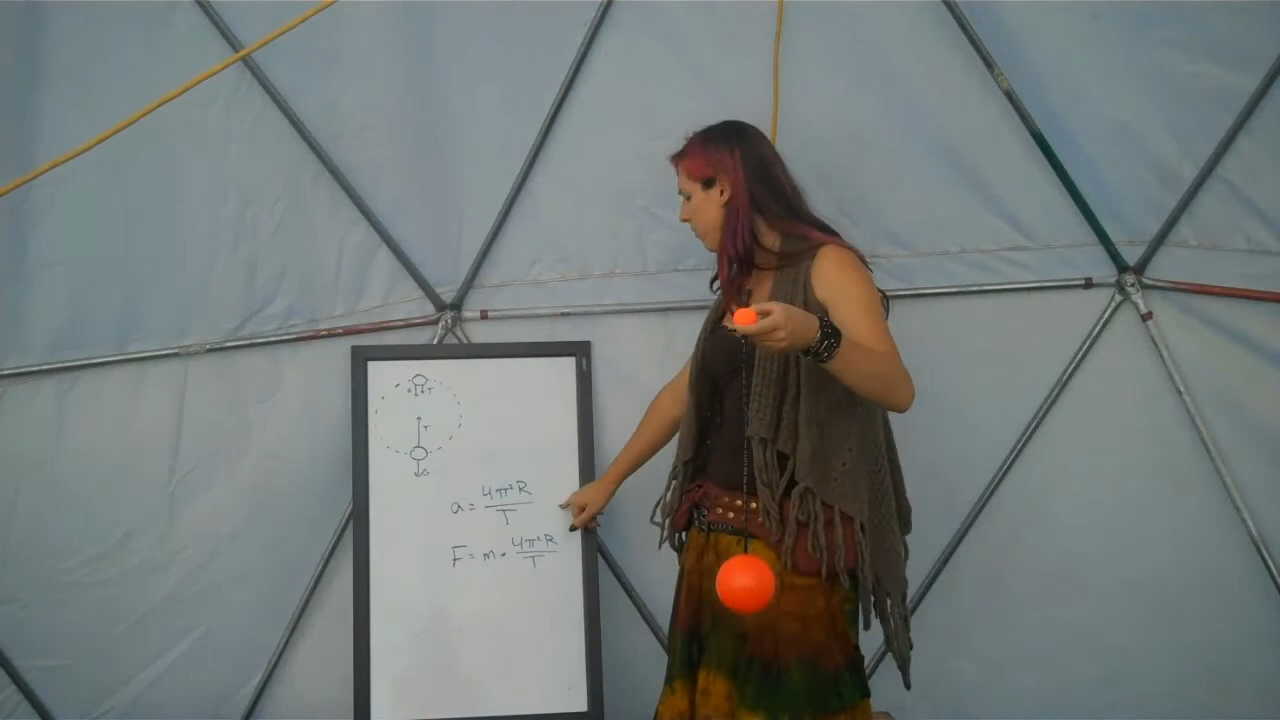 T
T
G
a = 4π²R/T
F = m • 4π²R/T